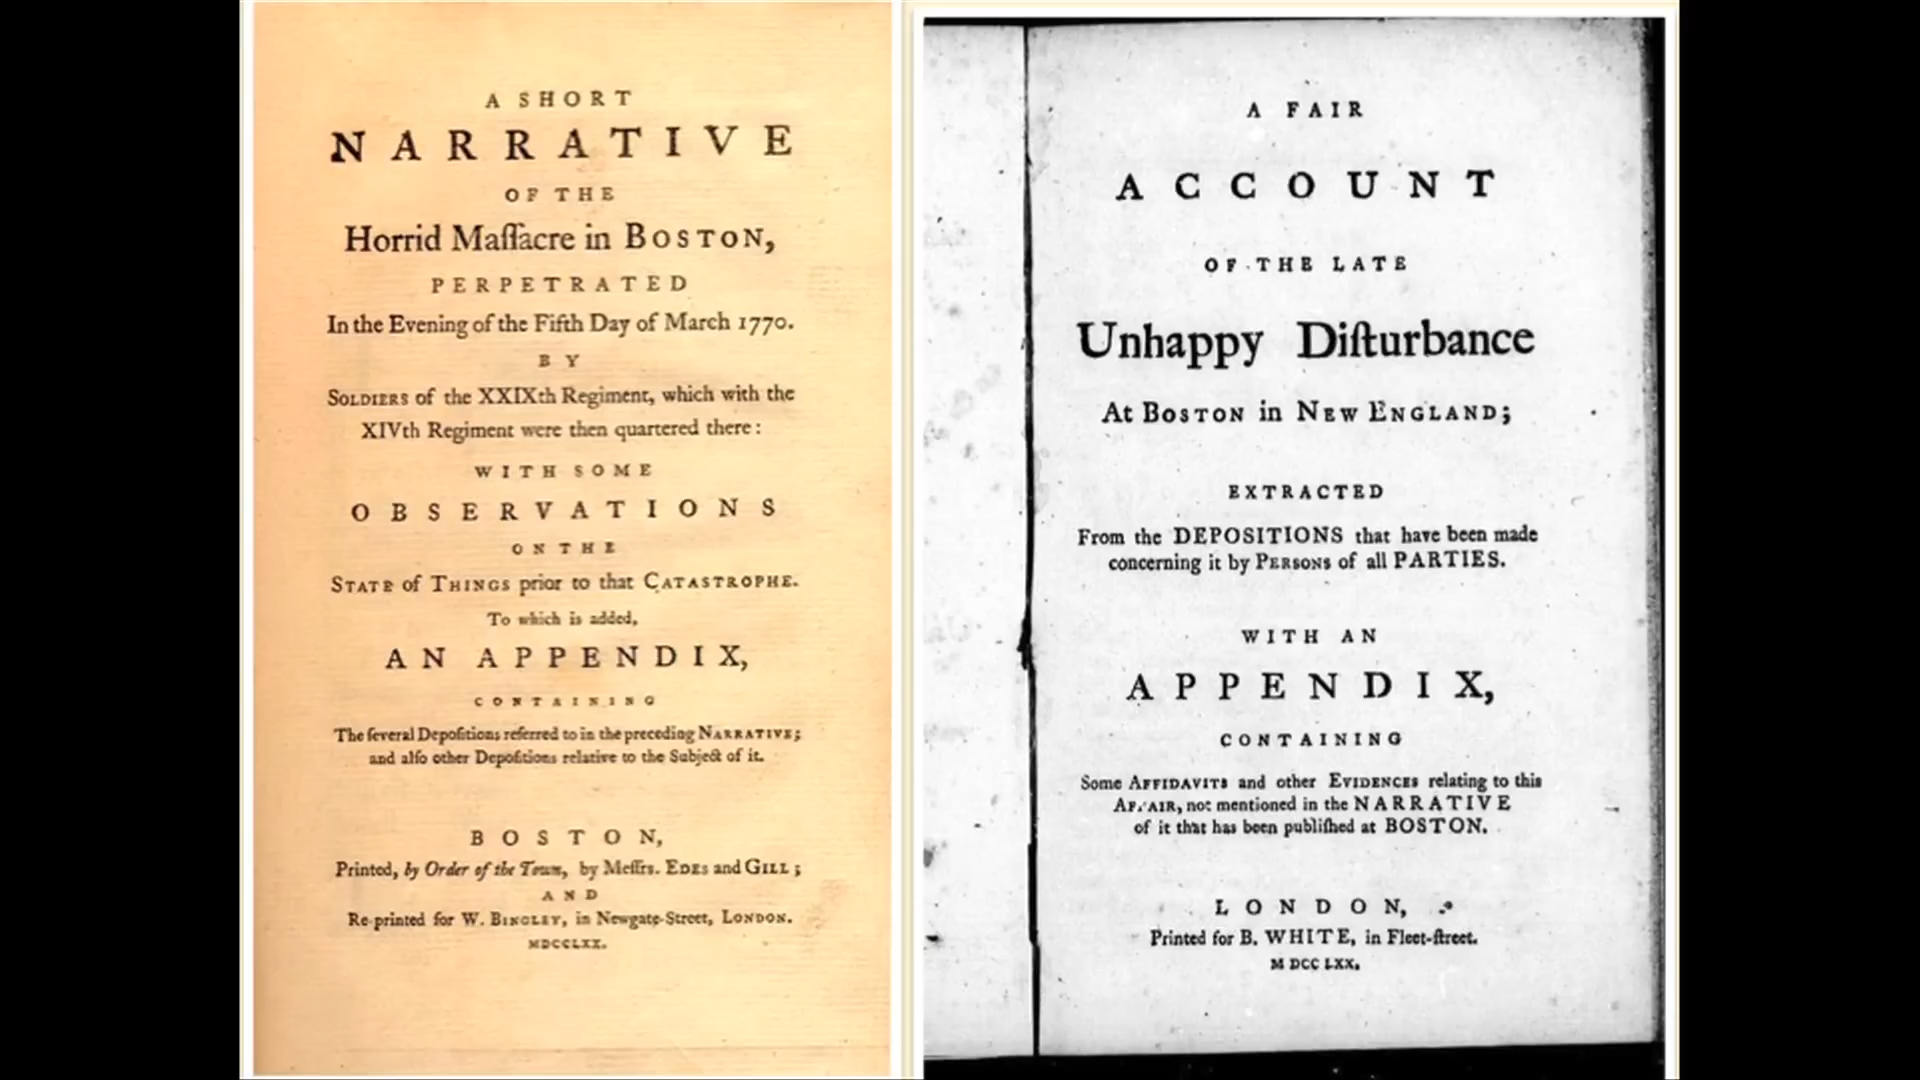 A SHORT
NARRATIVE
OF THE
Horrid Maſſacre in BOSTON,
PERPETRATED
In the Evening of the Fifth Day of March 1770.
BY
SOLDIERS of the XXIXth Regiment, which with the
XIVth Regiment were then quartered there:
WITH SOME
OBSERVATIONS
ON THE
STATE of THINGS prior to that CATASTROPHE.
To which is added,
AN APPENDIX,
CONTAINING
The ſeveral Depoſitions referred to in the preceding NARRATIVE;
and alſo other Depoſitions relative to the Subject of it.
BOSTON,
Printed, by Order of the Town, by Meſſrs. EDES and GILL;
AND
Re-printed for W. BINGLEY, in Newgate-Street, LONDON.
MDCCLXX.
A FAIR
ACCOUNT
OF THE LATE
Unhappy Diſturbance
At BOSTON in NEW ENGLAND;
EXTRACTED
From the DEPOSITIONS that have been made
concerning it by PERSONS of all PARTIES.
WITH AN
APPENDIX,
CONTAINING
Some AFFIDAVITS and other EVIDENCES relating to this
AFFAIR, not mentioned in the NARRATIVE
of it that has been publiſhed at BOSTON.
LONDON,
Printed for B. WHITE, in Fleet-ſtreet.
M DCC LXX.